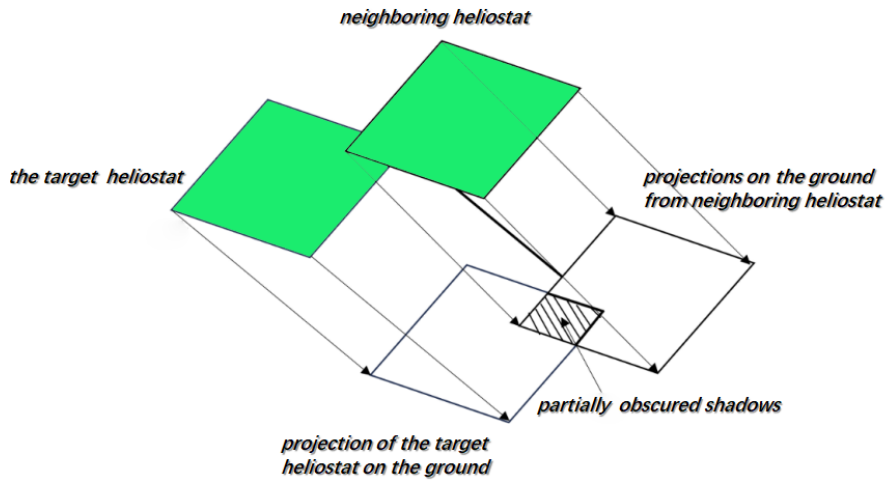 neighboring heliostat
the target heliostat
projections on the ground
from neighboring heliostat
partially obscured shadows
projection of the target
heliostat on the ground